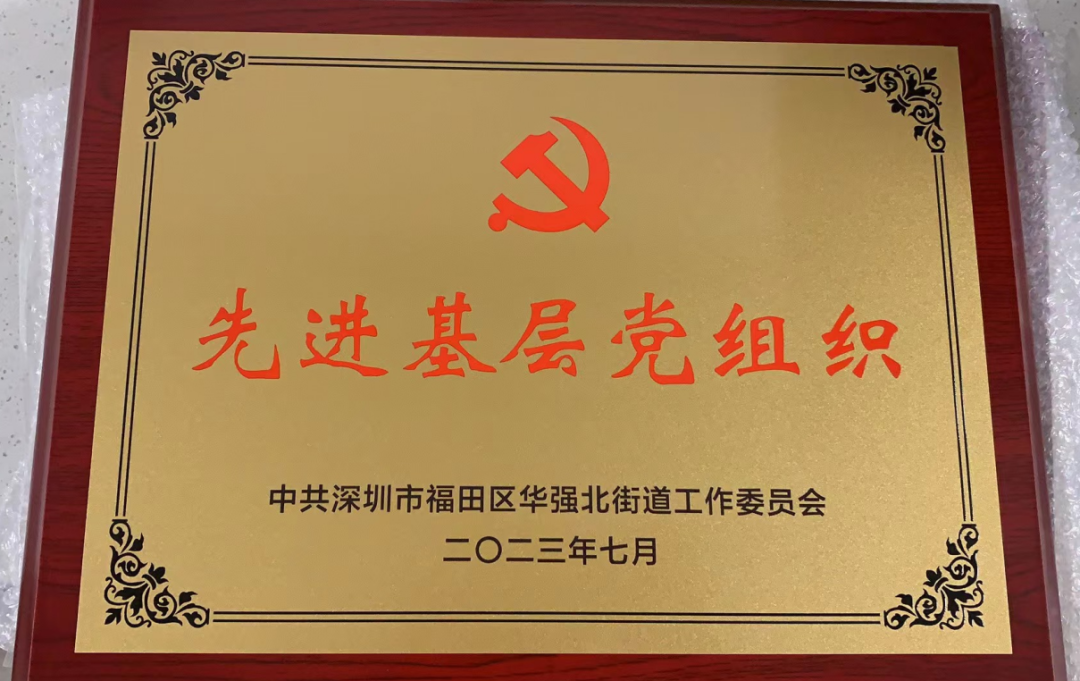 先进基层党组织
中共深圳市福田区华强北街道工作委员会
二〇二三年七月